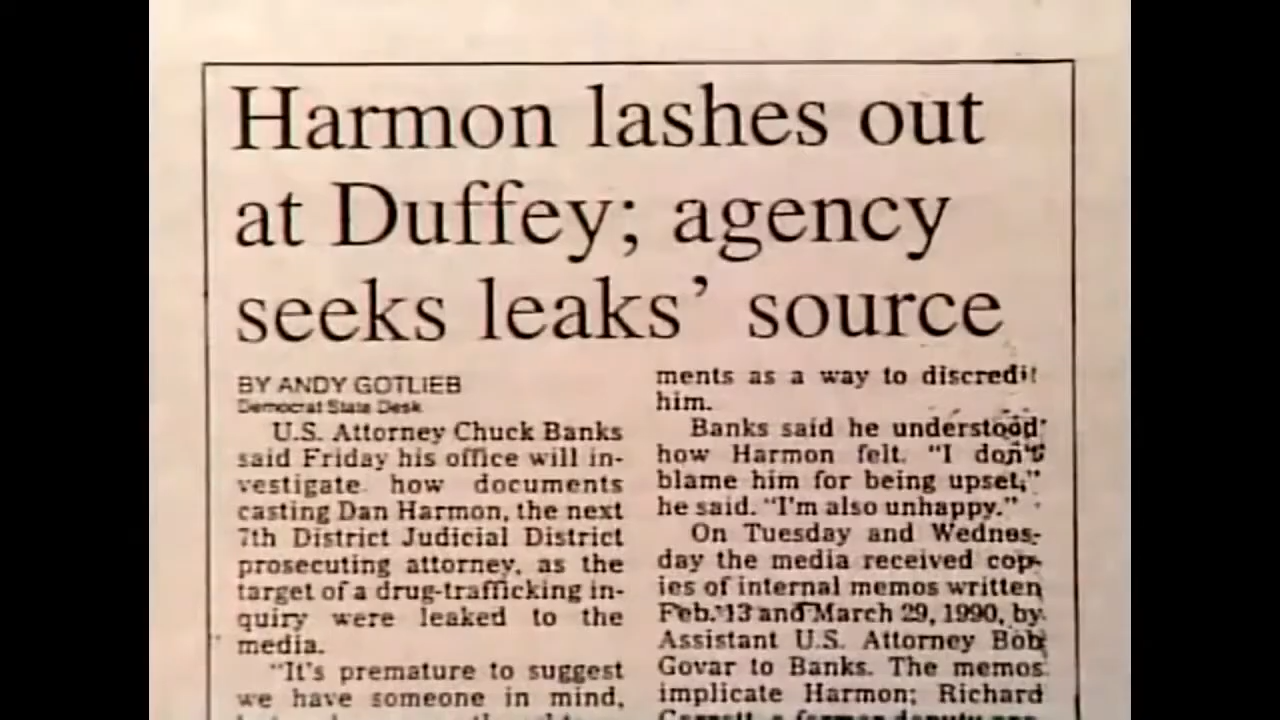 Harmon lashes out
at Duffey; agency
seeks leaks’ source
BY ANDY GOTLIEB
Democrat State Desk
U.S. Attorney Chuck Banks
said Friday his office will in-
vestigate how documents
casting Dan Harmon, the next
7th District Judicial District
prosecuting attorney, as the
target of a drug-trafficking in-
quiry were leaked to the
media.
“It's premature to suggest
we have someone in mind,
ments as a way to discredit
him.
Banks said he understood
how Harmon felt. “I don't
blame him for being upset,”
he said. “I'm also unhappy.”
On Tuesday and Wednes-
day the media received cop-
ies of internal memos written
Feb. 13 and March 29, 1990, by
Assistant U.S. Attorney Bob
Govar to Banks. The memos
implicate Harmon; Richard